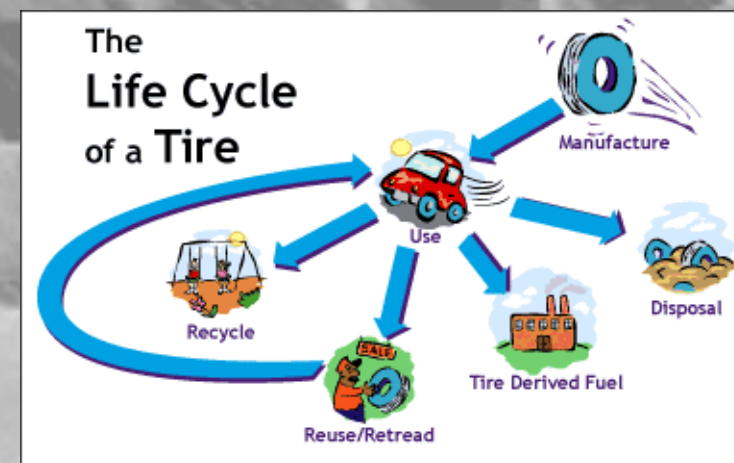 The
Life Cycle
of a Tire
Manufacture
Use
Disposal
Recycle
Tire Derived Fuel
SALE
Reuse/Retread